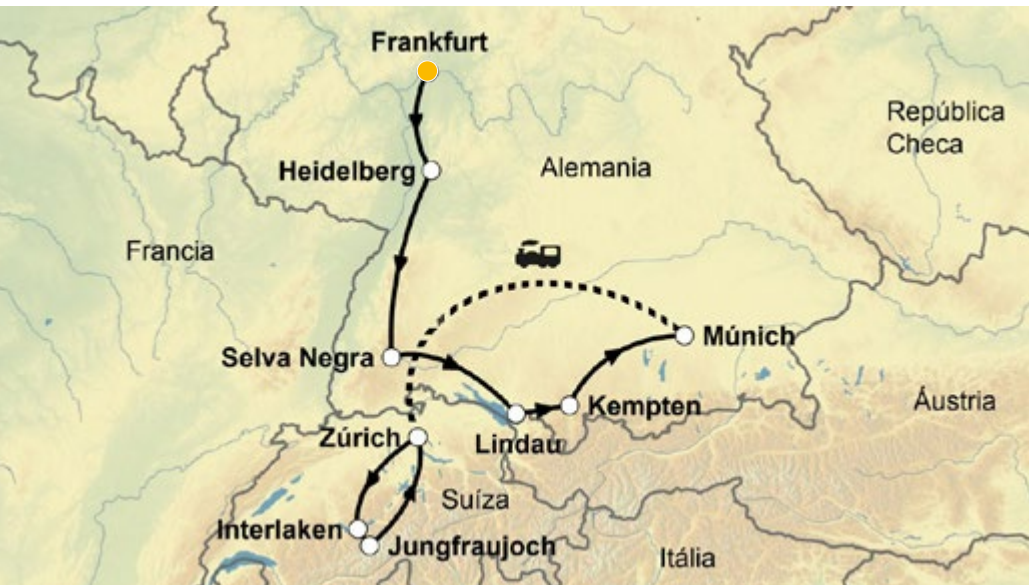 Frankfurt
República
Checa
Heidelberg
Alemania
Francia
Múnich
Selva Negra
Kempten
Áustria
Zúrich
Lindau
Suíza
Interlaken
Jungfraujoch
Itália